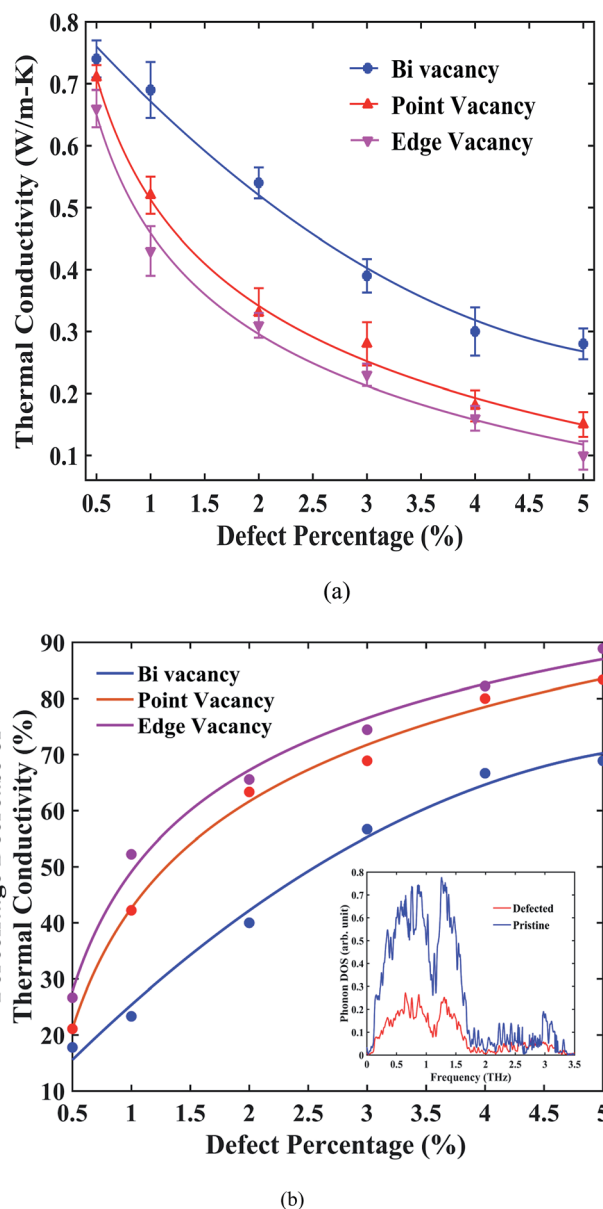 0.8
0.7
0.6
0.5
0.4
0.3
0.2
0.1
Thermal Conductivity (W/m-K)
Bi vacancy
Point Vacancy
Edge Vacancy
0.5 1 1.5 2 2.5 3 3.5 4 4.5 5
Defect Percentage (%)
(a)
90
80
70
60
50
40
30
20
10
Thermal Conductivity (%)
Bi vacancy
Point Vacancy
Edge Vacancy
0.8
0.7
0.6
0.5
0.4
0.3
0.2
0.1
0
Phonon DOS (arb. unit)
Defected
Pristine
0 0.5 1.0 1.5 2.0 2.5 3.0 3.5
Frequency (THz)
0.5 1 1.5 2 2.5 3 3.5 4 4.5 5
Defect Percentage (%)
(b)